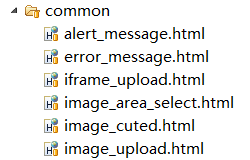 common
alert_message.html
error_message.html
iframe_upload.html
image_area_select.html
image_cuted.html
image_upload.html